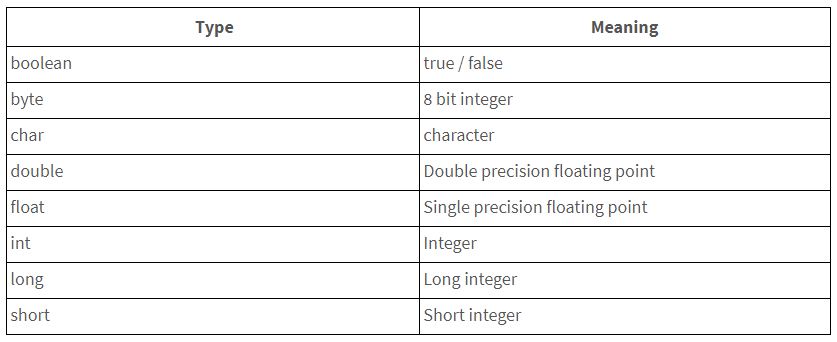 Type Meaning
boolean true / false
byte 8 bit integer
char character
double Double precision floating point
float Single precision floating point
int Integer
long Long integer
short Short integer